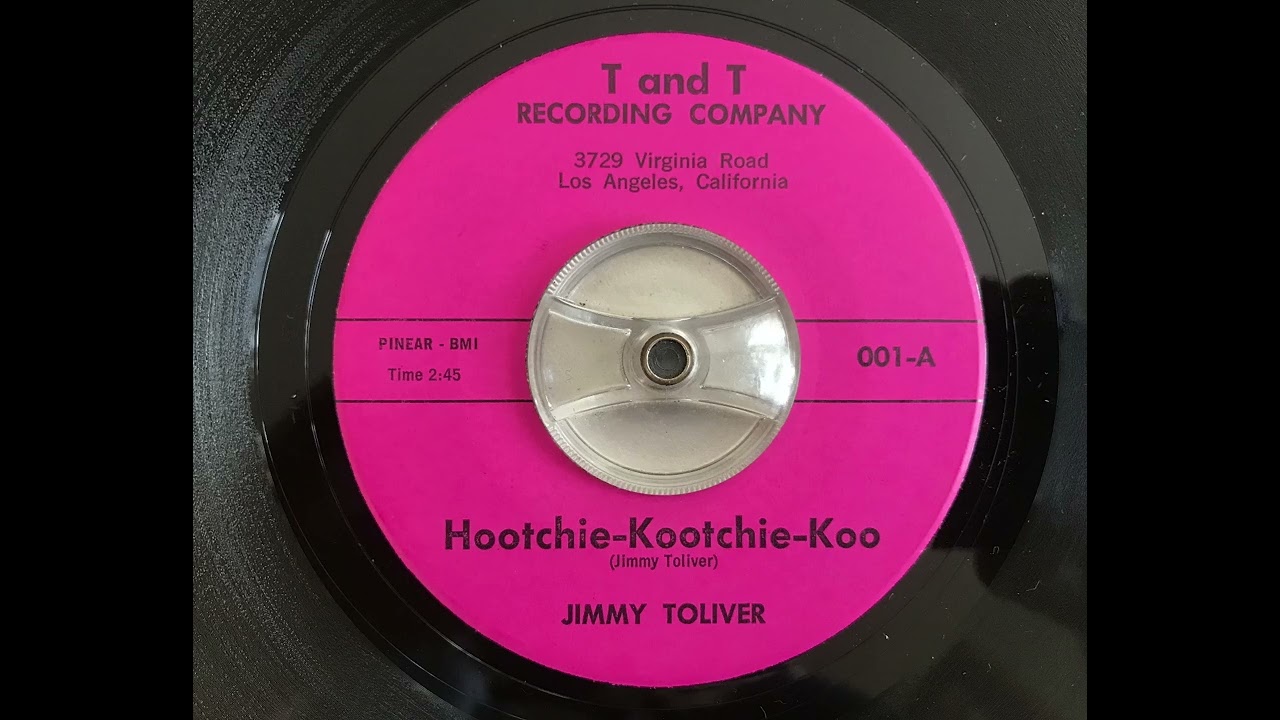 T and T
RECORDING COMPANY
3729 Virginia Road
Los Angeles, California
PINEAR - BMI
Time 2:45
001-A
Hootchie-Kootchie-Koo
(Jimmy Toliver)
JIMMY TOLIVER